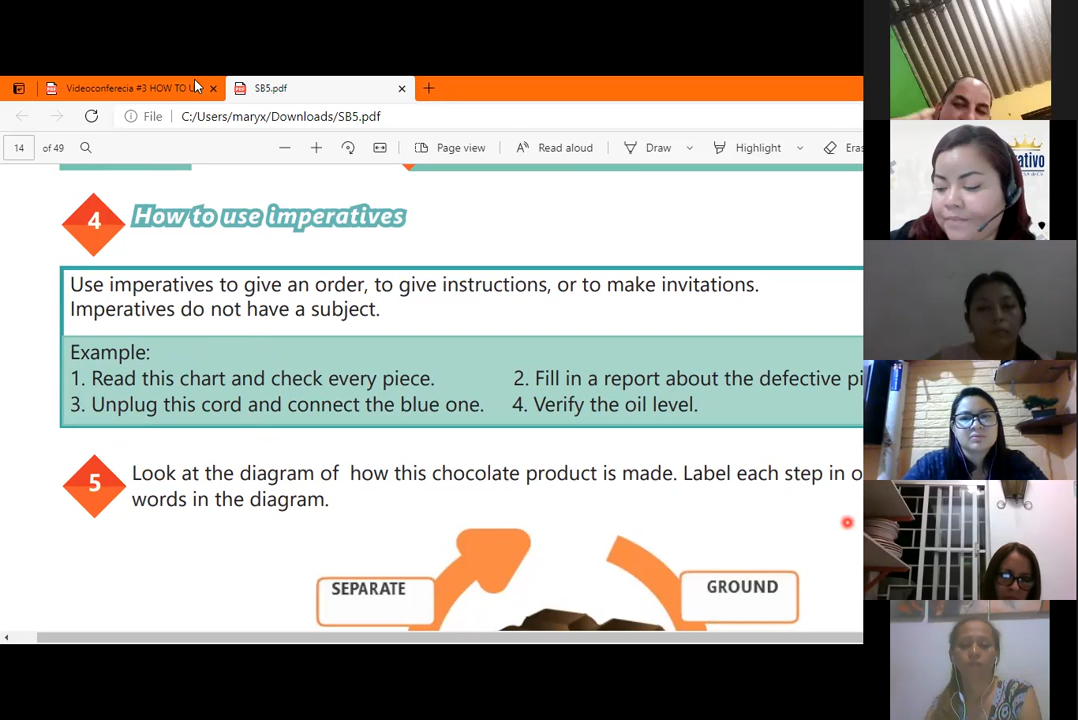 Videoconferecia #3 HOW TO U
SB5.pdf
File C:/Users/maryx/Downloads/SB5.pdf
14 of 49 Page view Read aloud Draw Highlight Eras
4 How to use imperatives
Use imperatives to give an order, to give instructions, or to make invitations.
Imperatives do not have a subject.
Example:
1. Read this chart and check every piece. 2. Fill in a report about the defective pi
3. Unplug this cord and connect the blue one. 4. Verify the oil level.
5 Look at the diagram of how this chocolate product is made. Label each step in o
words in the diagram.
SEPARATE
GROUND
rativo